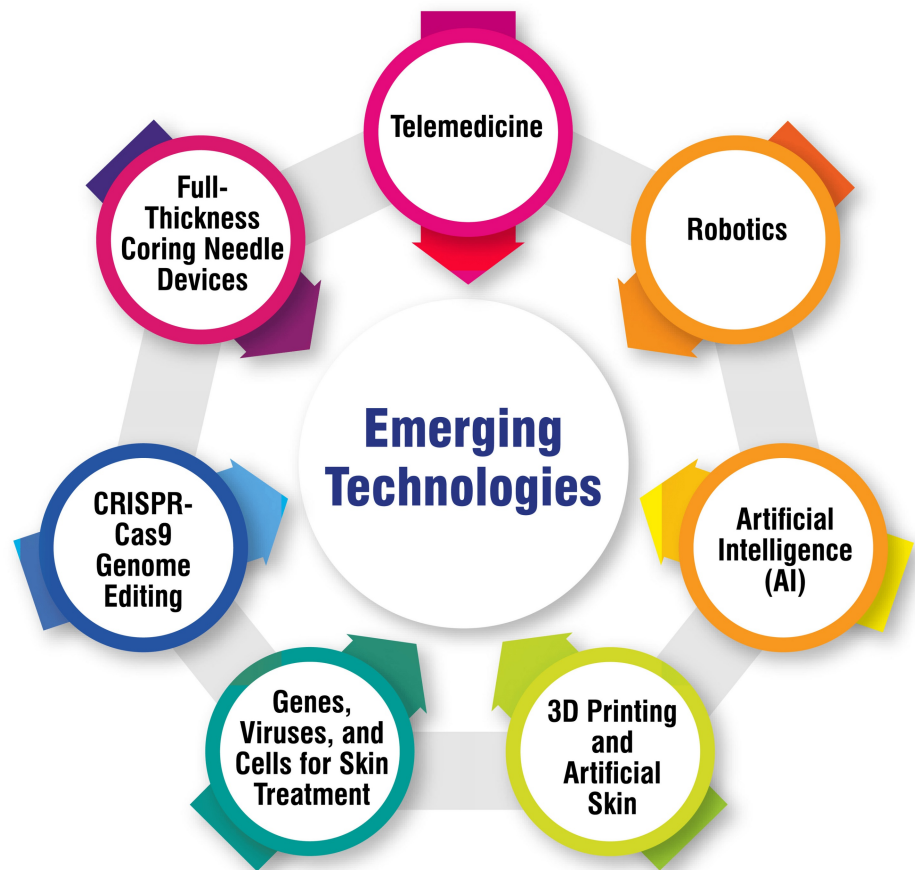 Telemedicine
Robotics
Artificial
Intelligence
(AI)
3D Printing
and
Artificial
Skin
Genes,
Viruses, and
Cells for Skin
Treatment
CRISPR-
Cas9
Genome
Editing
Full-
Thickness
Coring Needle
Devices
Emerging
Technologies